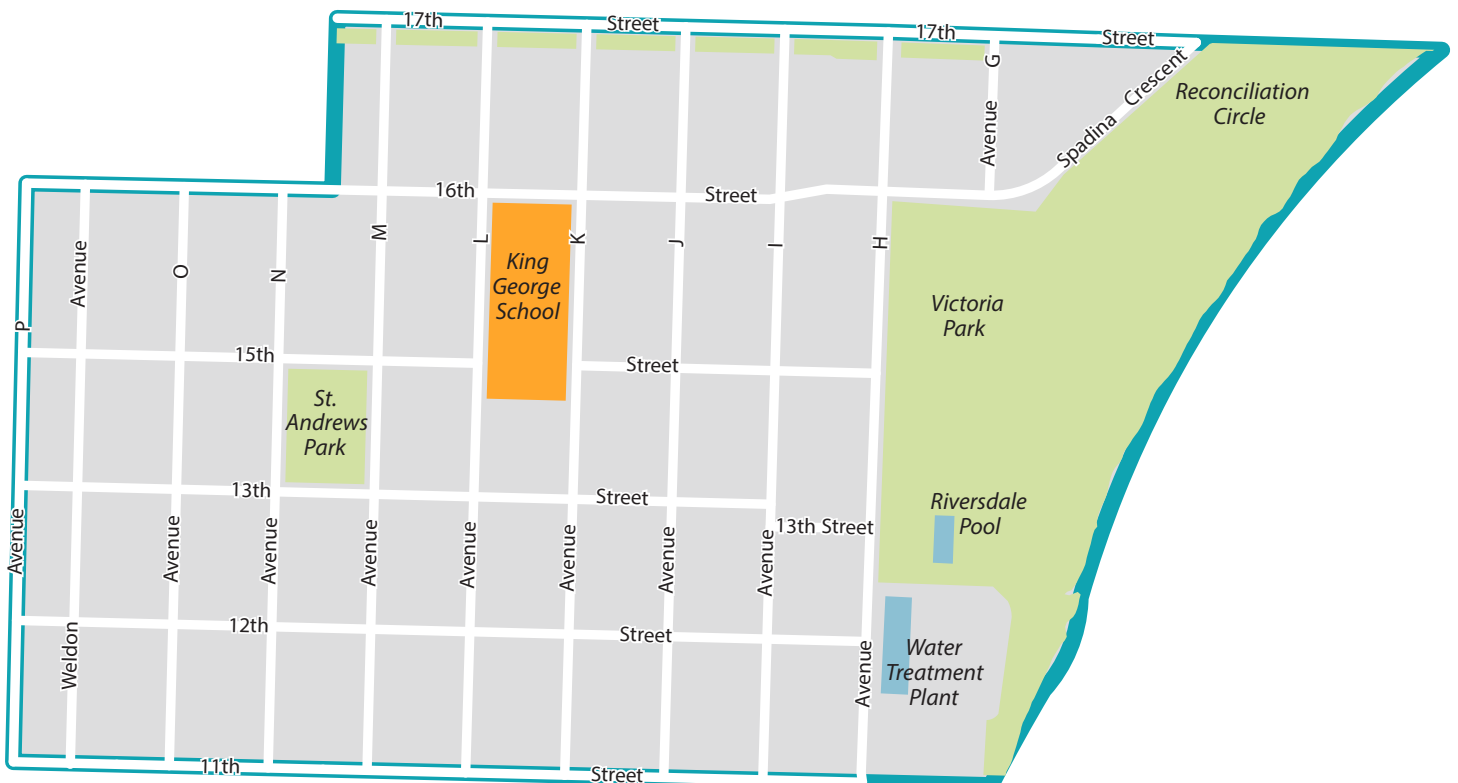 17th
Street
17th
Street
G
Avenue
Spadina
Crescent
Reconciliation
Circle
16th
Street
P
Avenue
Avenue
Weldon
O
Avenue
N
Avenue
M
Avenue
L
Avenue
K
Avenue
J
Avenue
I
Avenue
H
Avenue
King
George
School
Victoria
Park
15th
Street
St.
Andrews
Park
13th
Street
13th Street
Riversdale
Pool
12th
Street
Water
Treatment
Plant
11th
Street